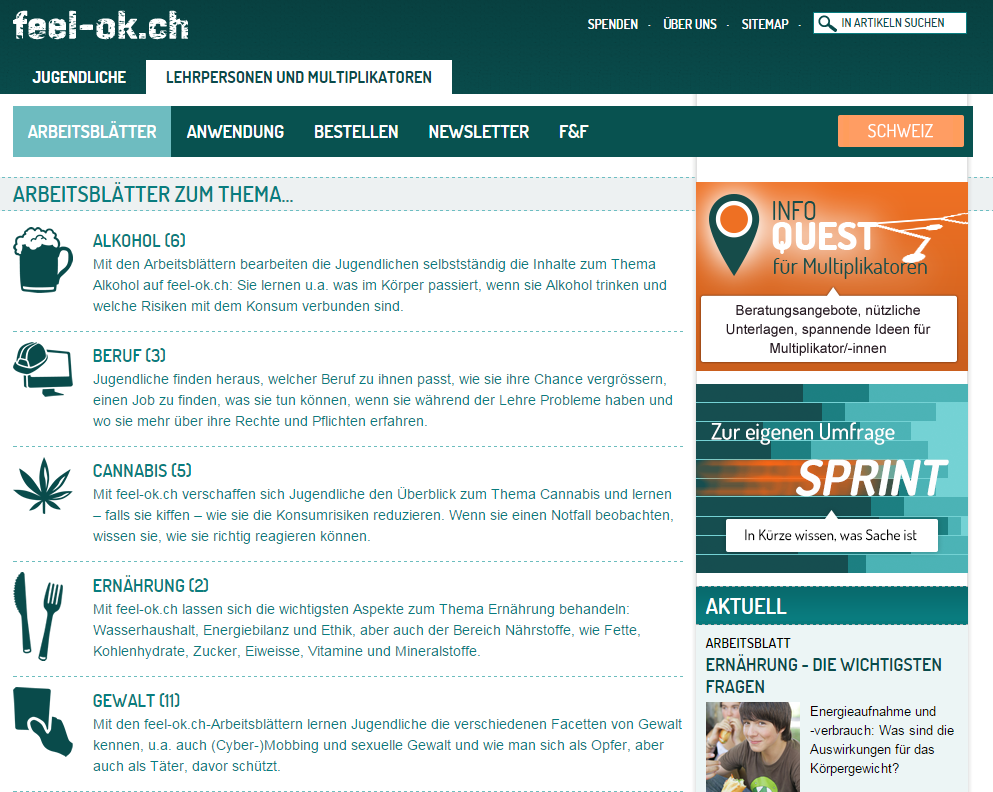 feel-ok.ch
SPENDEN · ÜBER UNS · SITEMAP · IN ARTIKELN SUCHEN
JUGENDLICHE LEHRPERSONEN UND MULTIPLIKATOREN
ARBEITSBLÄTTER ANWENDUNG BESTELLEN NEWSLETTER F&F SCHWEIZ
ARBEITSBLÄTTER ZUM THEMA...
ALKOHOL (6)
Mit den Arbeitsblättern bearbeiten die Jugendlichen selbstständig die Inhalte zum Thema
Alkohol auf feel-ok.ch: Sie lernen u.a. was im Körper passiert, wenn sie Alkohol trinken und
welche Risiken mit dem Konsum verbunden sind.
BERUF (3)
Jugendliche finden heraus, welcher Beruf zu ihnen passt, wie sie ihre Chance vergrössern,
einen Job zu finden, was sie tun können, wenn sie während der Lehre Probleme haben und
wo sie mehr über ihre Rechte und Pflichten erfahren.
CANNABIS (5)
Mit feel-ok.ch verschaffen sich Jugendliche den Überblick zum Thema Cannabis und lernen
– falls sie kiffen – wie sie die Konsumrisiken reduzieren. Wenn sie einen Notfall beobachten,
wissen sie, wie sie richtig reagieren können.
ERNÄHRUNG (2)
Mit feel-ok.ch lassen sich die wichtigsten Aspekte zum Thema Ernährung behandeln:
Wasserhaushalt, Energiebilanz und Ethik, aber auch der Bereich Nährstoffe, wie Fette,
Kohlenhydrate, Zucker, Eiweisse, Vitamine und Mineralstoffe.
GEWALT (11)
Mit den feel-ok.ch-Arbeitsblättern lernen Jugendliche die verschiedenen Facetten von Gewalt
kennen, u.a. auch (Cyber-)Mobbing und sexuelle Gewalt und wie man sich als Opfer, aber
auch als Täter, davor schützt.
INFO
QUEST
für Multiplikatoren
Beratungsangebote, nützliche
Unterlagen, spannende Ideen für
Multiplikator/-innen
Zur eigenen Umfrage
SPRINT
In Kürze wissen, was Sache ist
AKTUELL
ARBEITSBLATT
ERNÄHRUNG - DIE WICHTIGSTEN
FRAGEN
Energieaufnahme und
-verbrauch: Was sind die
Auswirkungen für das
Körpergewicht?